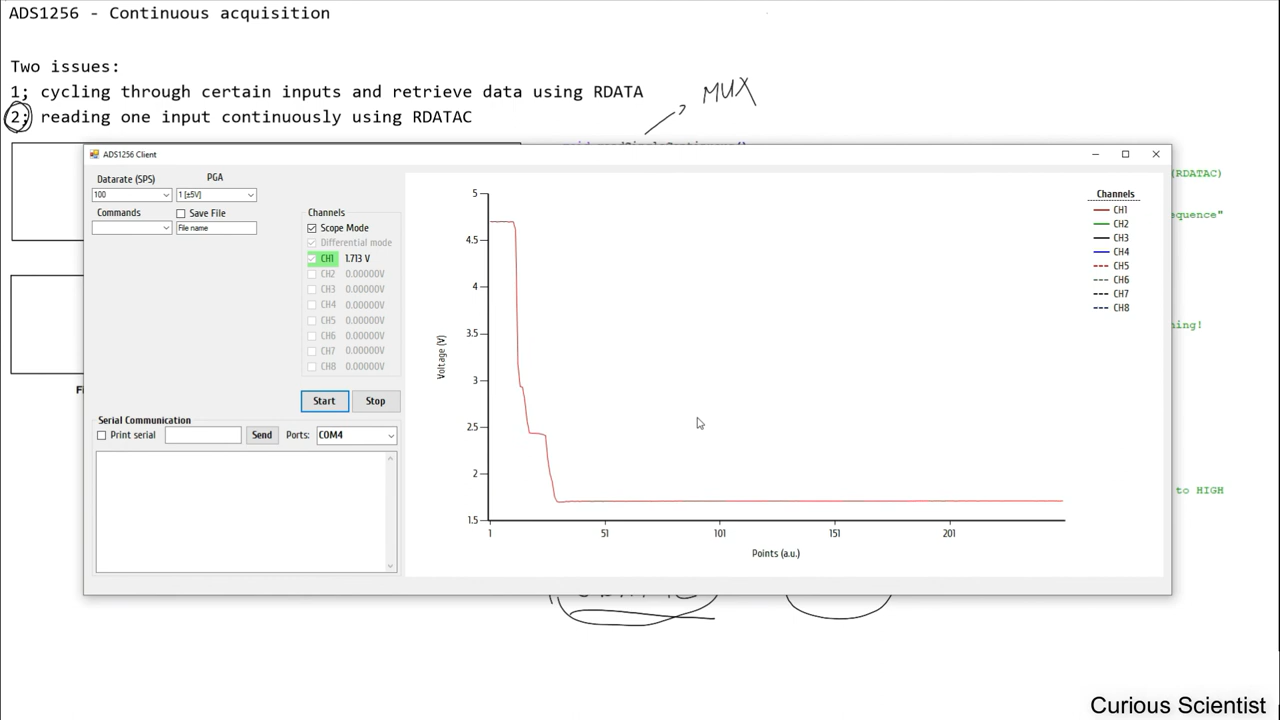 ADS1256 - Continuous acquisition
Two issues:
1; cycling through certain inputs and retrieve data using RDATA
2; reading one input continuously using RDATAC
MUX
ADS1256 Client
Datarate (SPS)
PGA
100
1 [±5V]
Commands
Save File
File name
Channels
Scope Mode
Differential mode
CH1 1.713 V
CH2 0.00000V
CH3 0.00000V
CH4 0.00000V
CH5 0.00000V
CH6 0.00000V
CH7 0.00000V
CH8 0.00000V
Start
Stop
Serial Communication
Print serial
Send
Ports:
COM4
5
4.5
4
3.5
3
2.5
2
1.5
Voltage (V)
1
51
101
151
201
Points (a.u.)
Channels
CH1
CH2
CH3
CH4
CH5
CH6
CH7
CH8
(RDATAC)
equence"
ning!
to HIGH
Curious Scientist